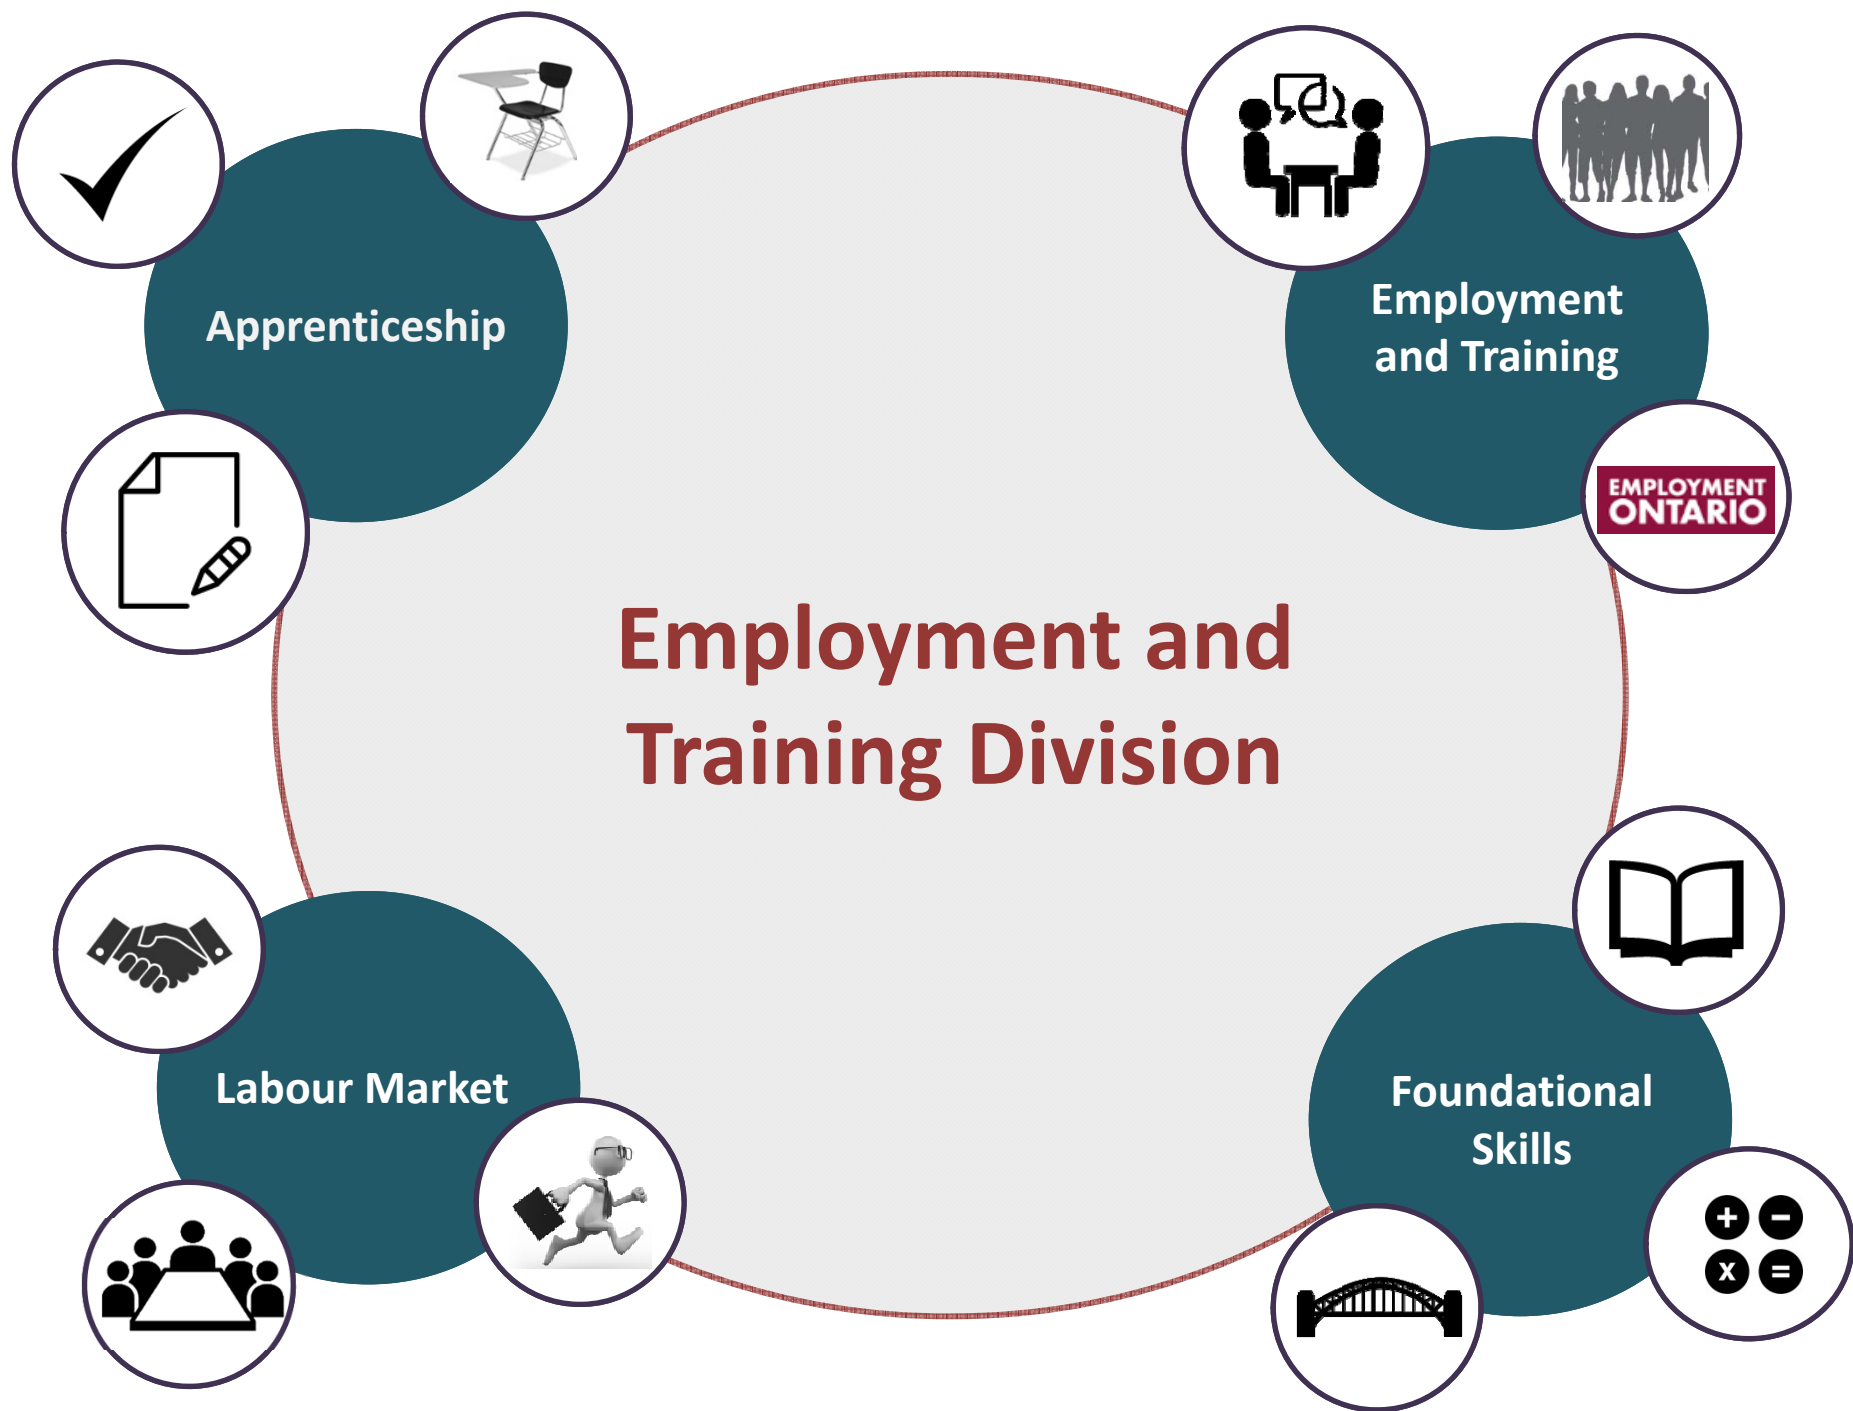 Apprenticeship
Employment
and Training
EMPLOYMENT
ONTARIO
Employment and
Training Division
Labour Market
Foundational
Skills
+ −
x =